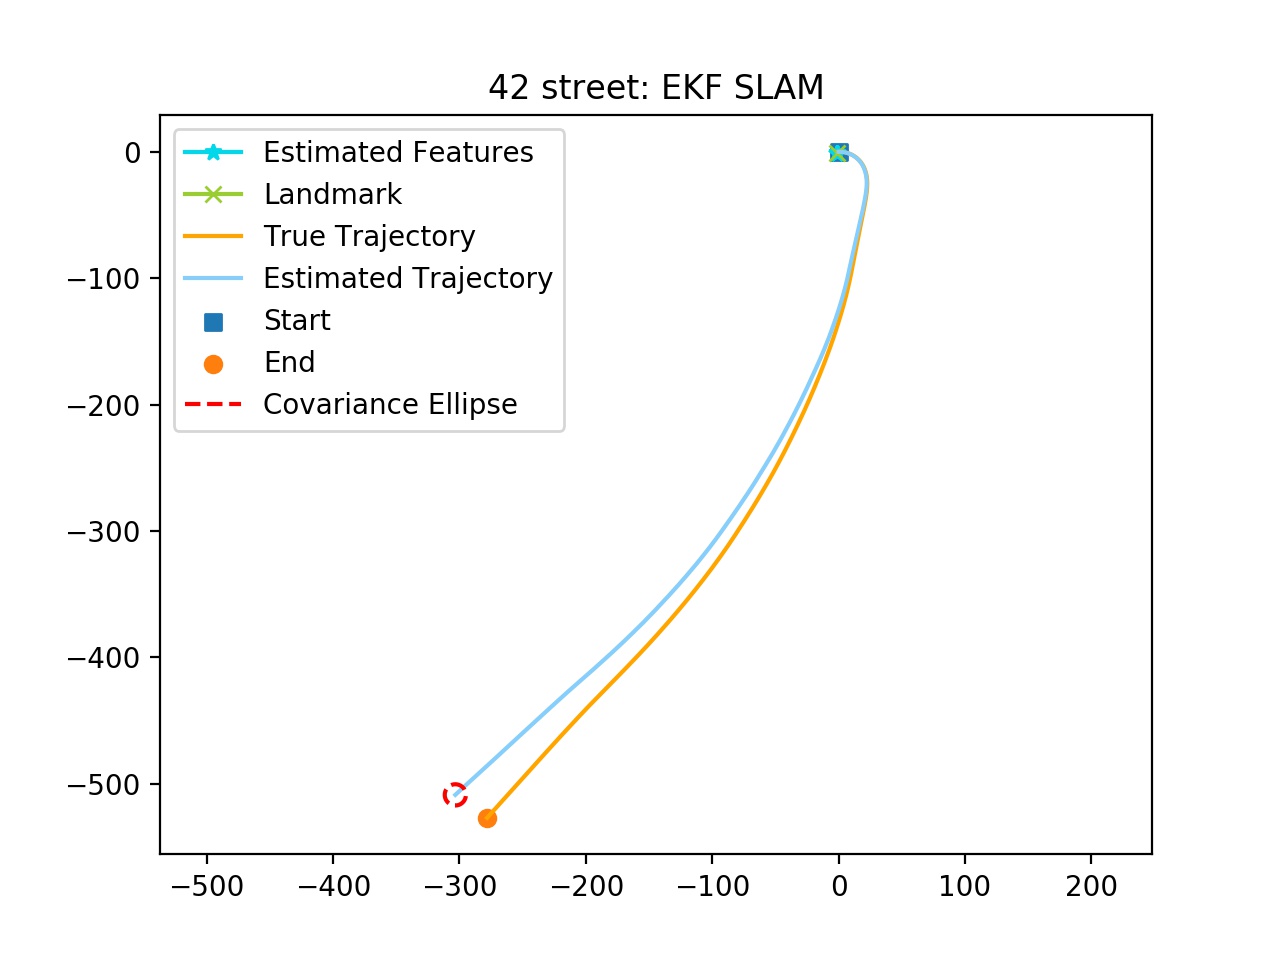 42 street: EKF SLAM
Estimated Features
Landmark
True Trajectory
Estimated Trajectory
Start
End
Covariance Ellipse
0
−100
−200
−300
−400
−500
−500 −400 −300 −200 −100 0 100 200